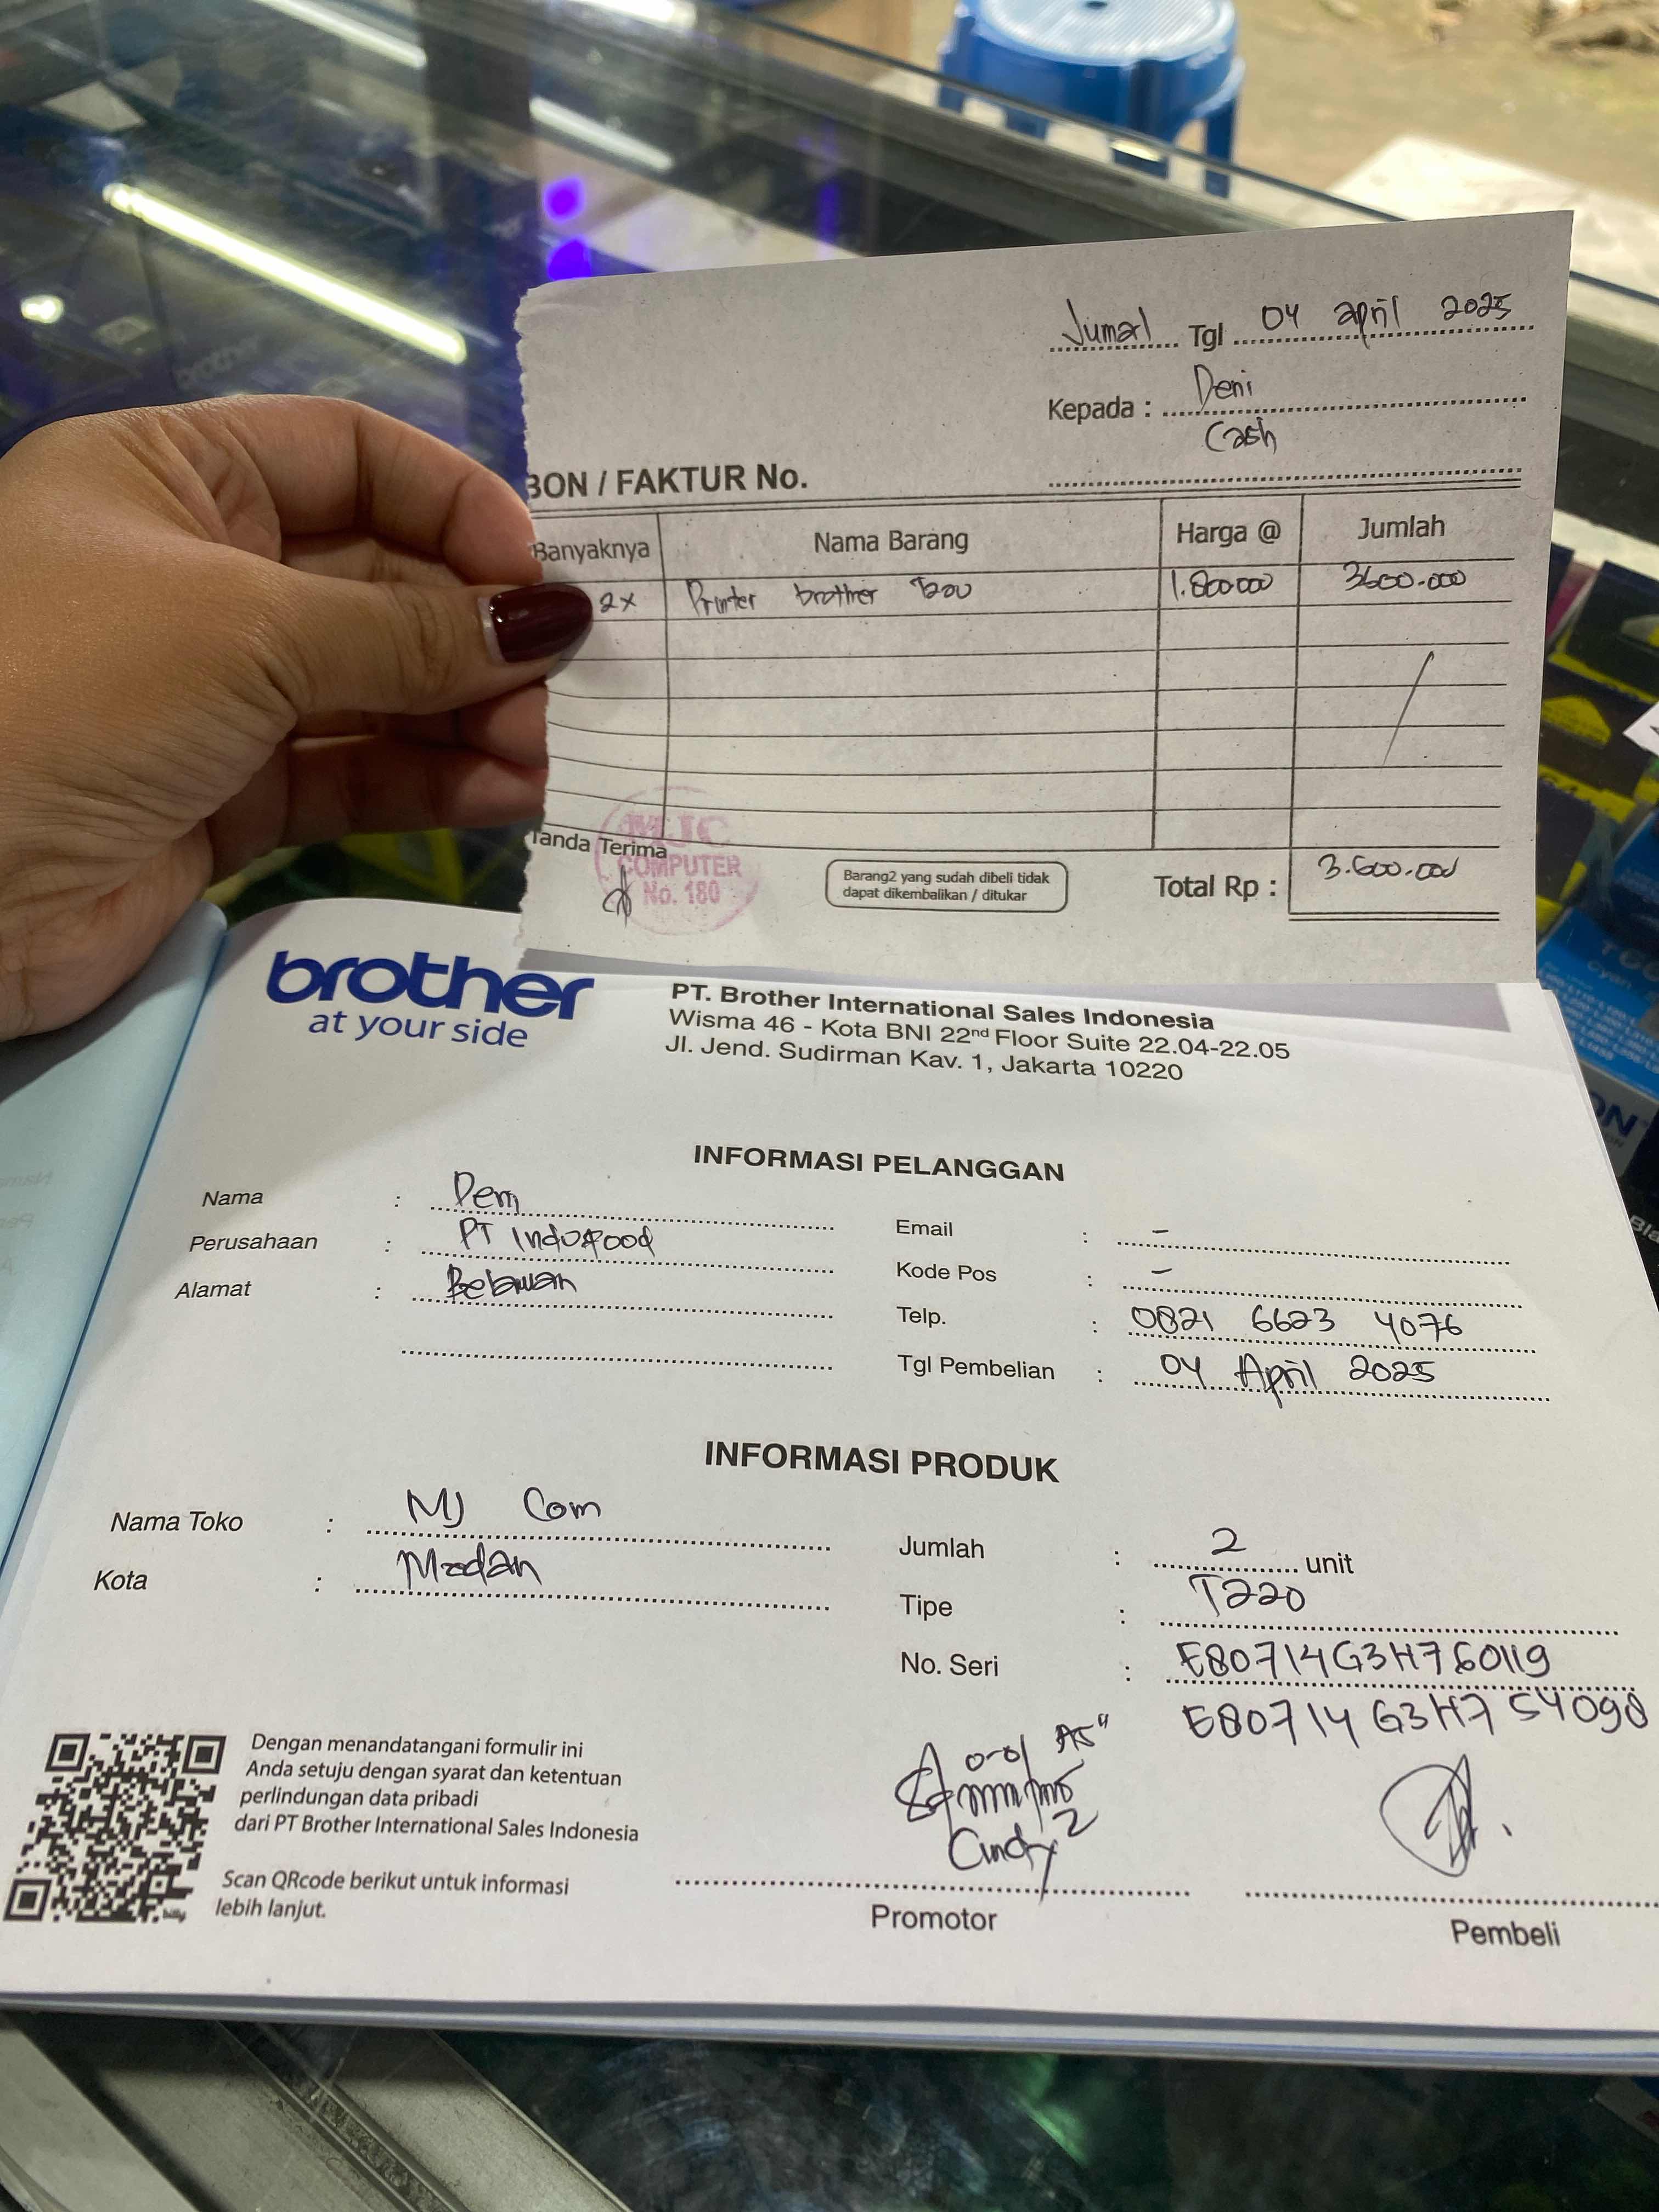 Jumal Tgl 04 april 2025
Kepada : Deni
Cash
BON / FAKTUR No.
Banyaknya Nama Barang Harga @ Jumlah
2x Printer brother T220 1.800.000 3600.000
Tanda Terima
MJC
COMPUTER
No. 180
Barang2 yang sudah dibeli tidak
dapat dikembalikan / ditukar
Total Rp : 3.600.000
brother
at your side
PT. Brother International Sales Indonesia
Wisma 46 - Kota BNI 22nd Floor Suite 22.04-22.05
Jl. Jend. Sudirman Kav. 1, Jakarta 10220
INFORMASI PELANGGAN
Nama : Deni
Perusahaan : PT Indofood
Alamat : Belawan
Email : -
Kode Pos : -
Telp. : 0821 6623 4076
Tgl Pembelian : 04 April 2025
INFORMASI PRODUK
Nama Toko : MJ Com
Kota : Medan
Jumlah : 2 unit
Tipe : T220
No. Seri : E80714G3H760119
E80714G3H754098
Dengan menandatangani formulir ini
Anda setuju dengan syarat dan ketentuan
perlindungan data pribadi
dari PT Brother International Sales Indonesia
Scan QRcode berikut untuk informasi
lebih lanjut.
Cindy
Promotor
Pembeli